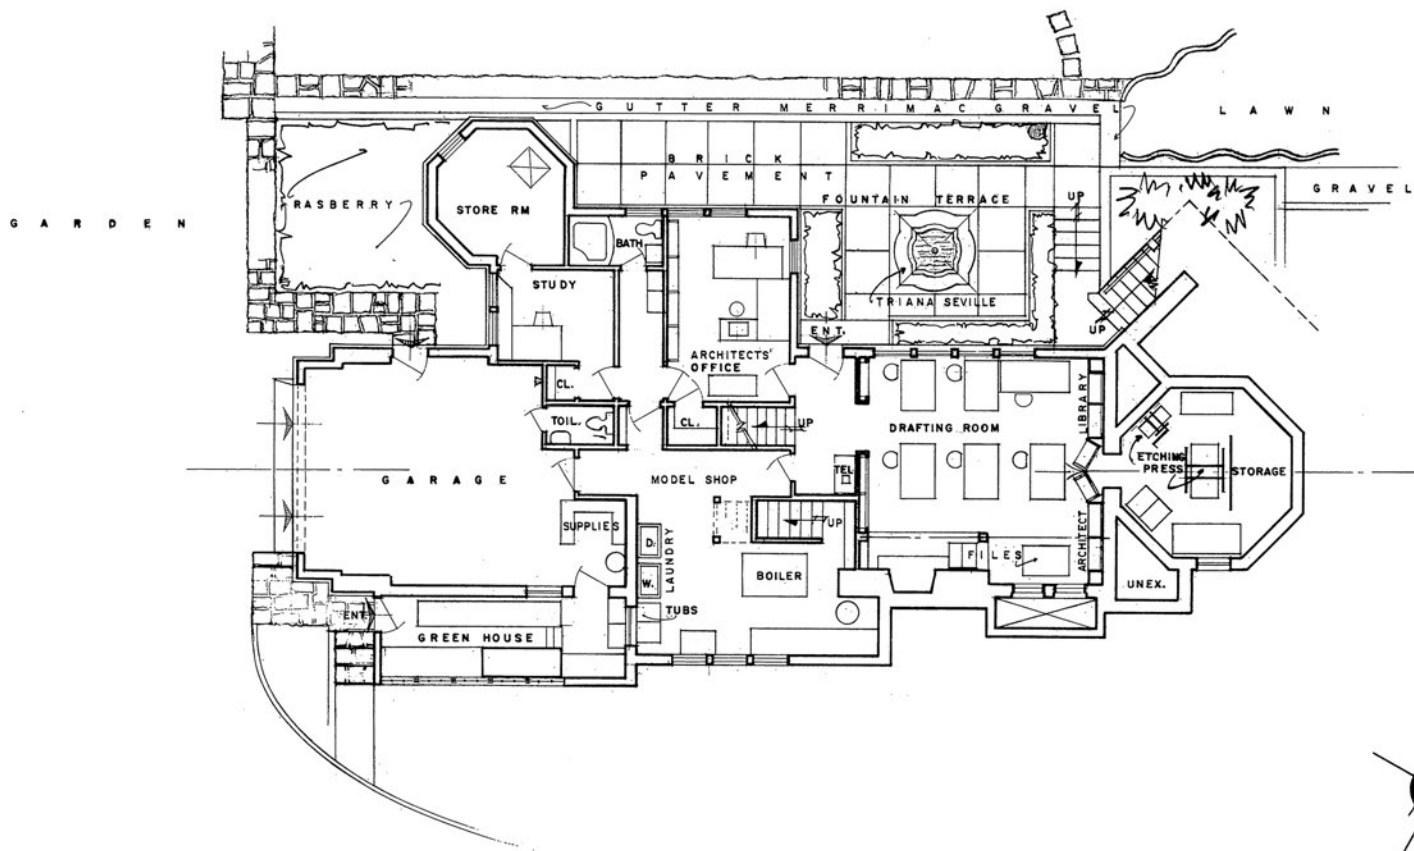 GUTTER MERRIMAC GRAVEL
LAWN
BRICK
PAVEMENT
GRAVEL
UP
FOUNTAIN TERRACE
RASBERRY
STORE RM
GARDEN
BATH
STUDY
TRIANA SEVILLE
ENT.
UP
ARCHITECTS'
OFFICE
CL.
LIBRARY
TOIL.
CL.
UP
DRAFTING ROOM
ETCHING
PRESS
STORAGE
GARAGE
MODEL SHOP
TEL
SUPPLIES
UP
D.
LAUNDRY
FILES
ARCHITECT
W.
BOILER
UNEX.
ENT
TUBS
GREEN HOUSE